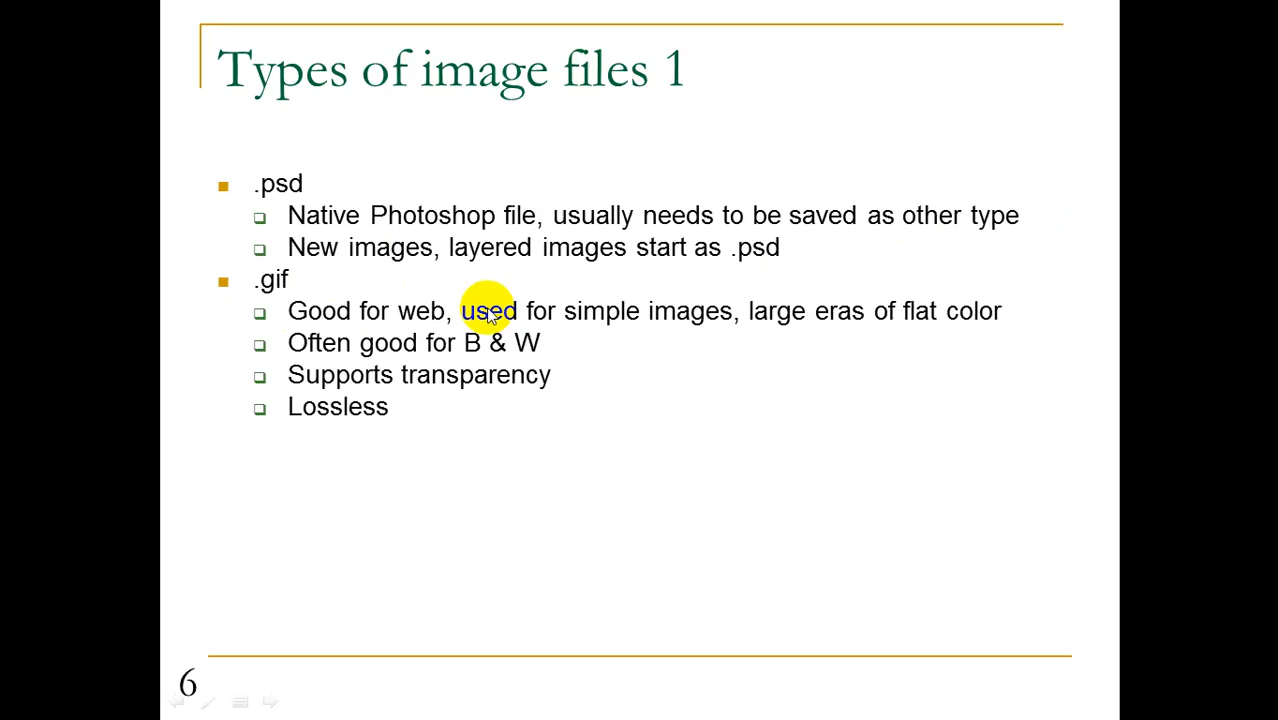 Types of image files 1
.psd
Native Photoshop file, usually needs to be saved as other type
New images, layered images start as .psd
.gif
Good for web, used for simple images, large eras of flat color
Often good for B & W
Supports transparency
Lossless
6